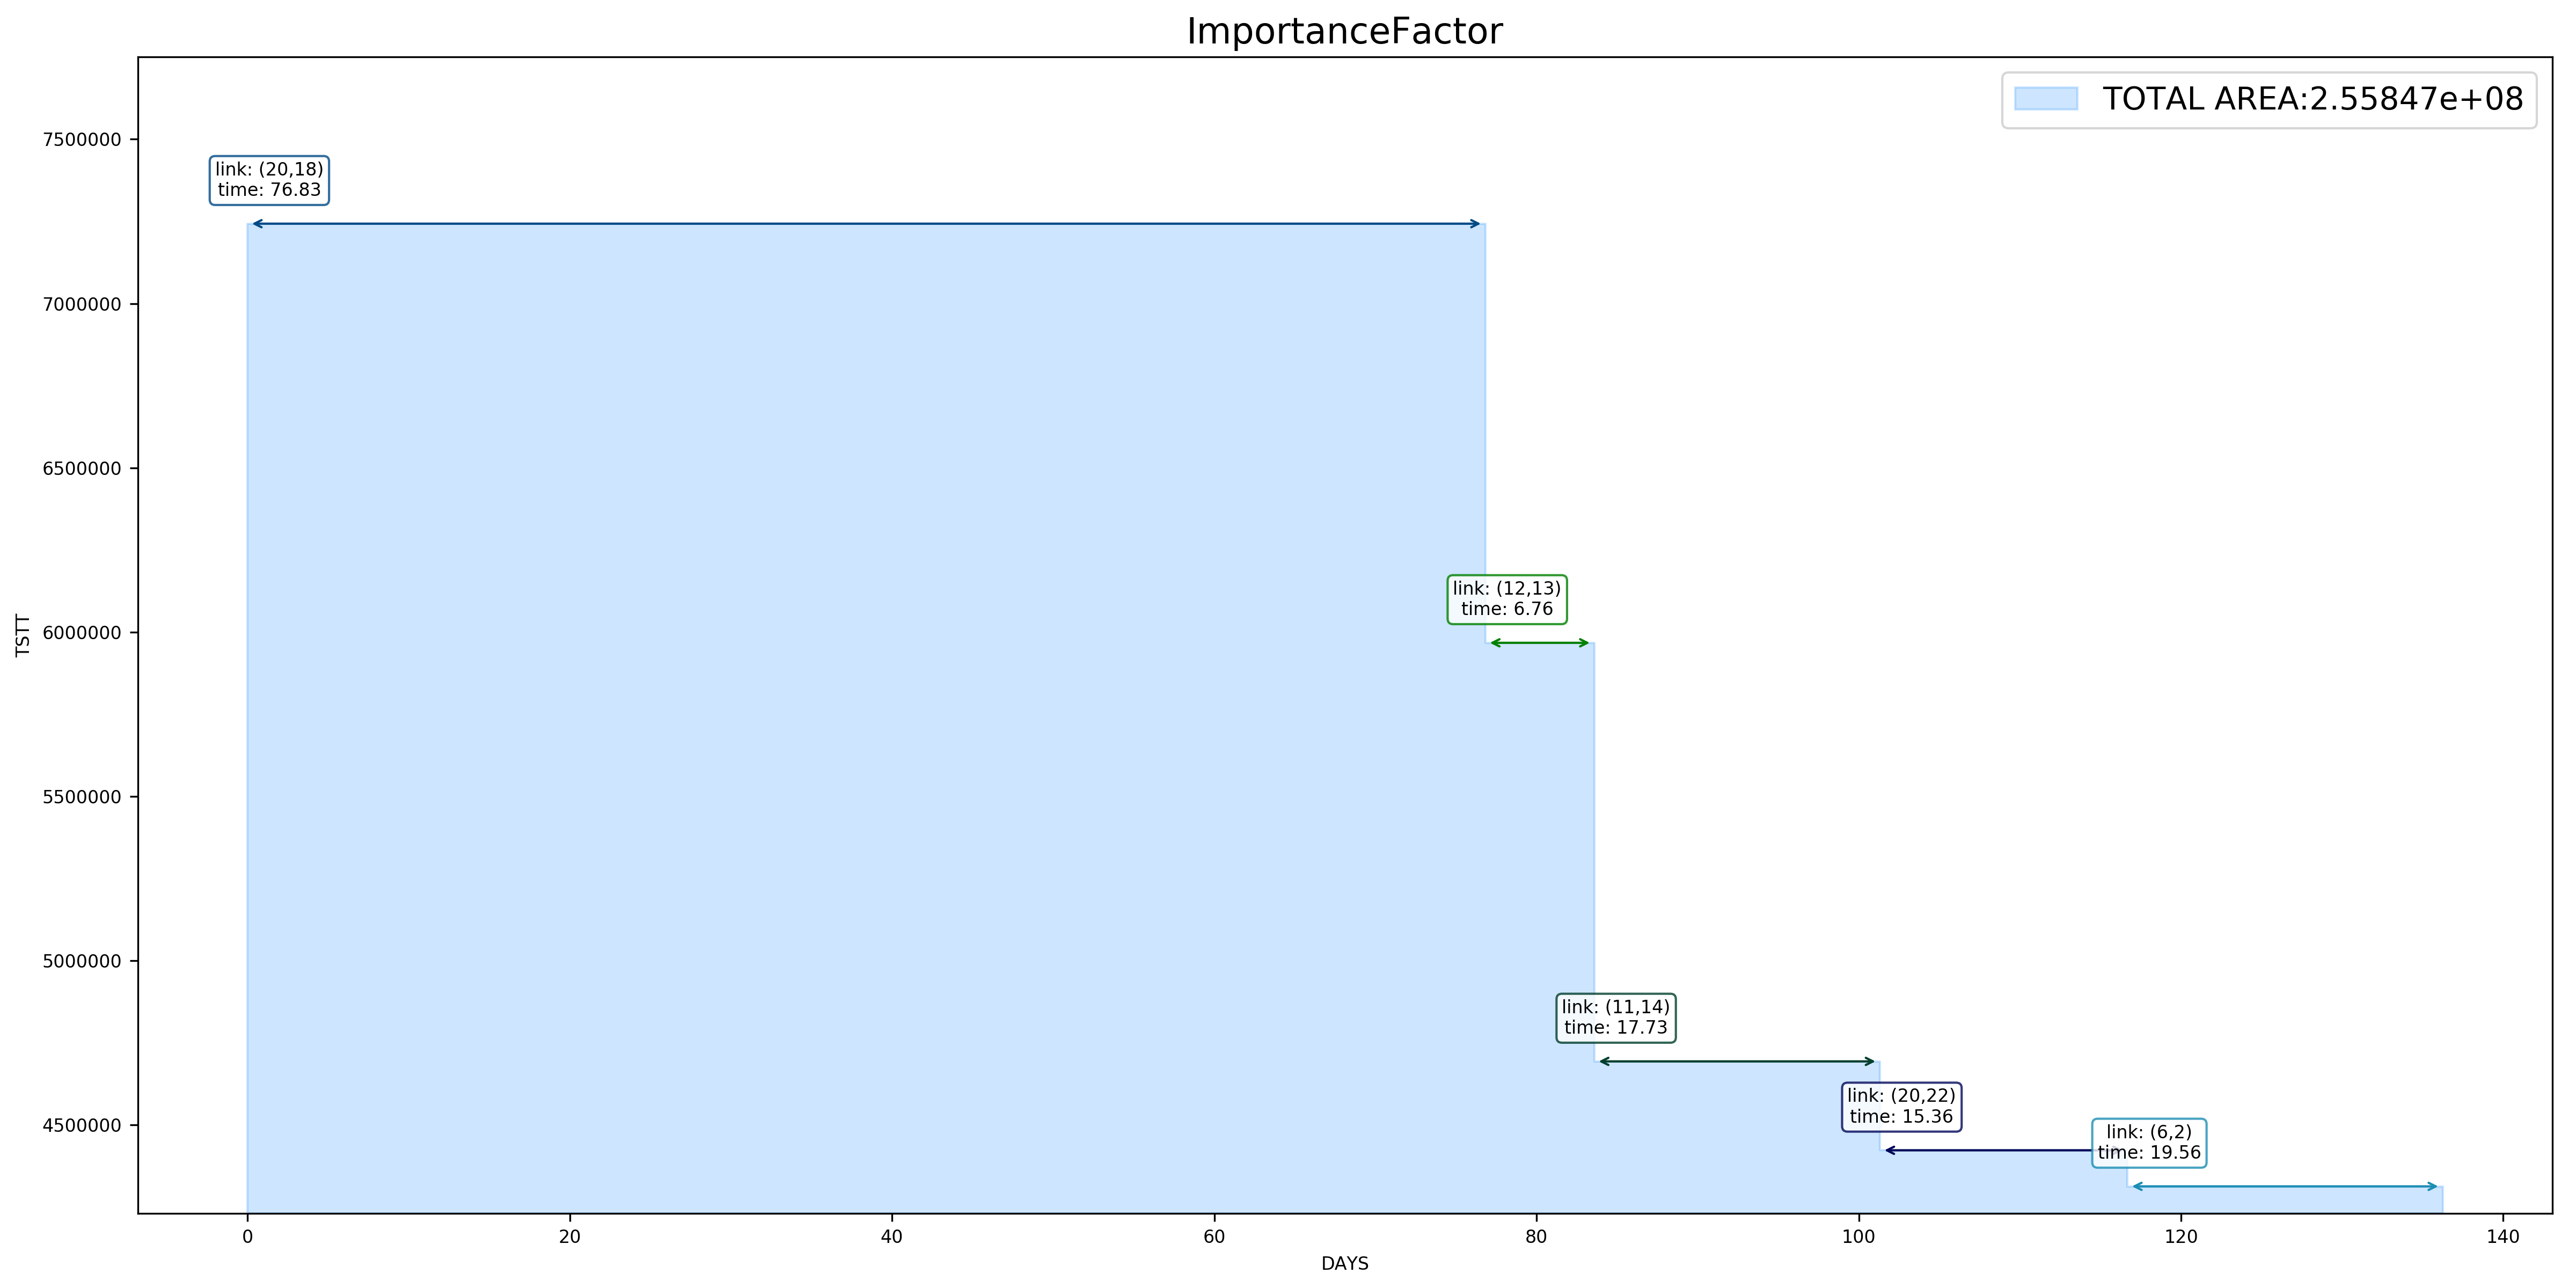 ImportanceFactor
TOTAL AREA:2.55847e+08
TSTT
7500000
7000000
6500000
6000000
5500000
5000000
4500000
link: (20,18)
time: 76.83
link: (12,13)
time: 6.76
link: (11,14)
time: 17.73
link: (20,22)
time: 15.36
link: (6,2)
time: 19.56
0
20
40
60
80
100
120
140
DAYS